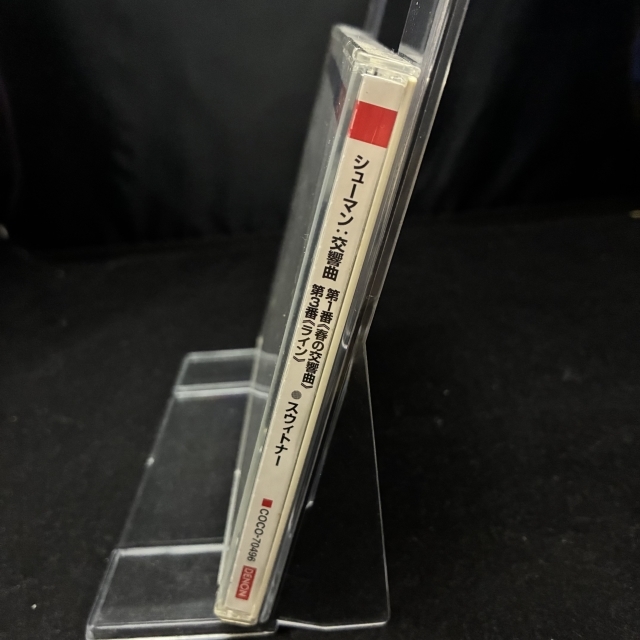 シューマン：交響曲
第1番《春の交響曲》
第3番《ライン》
●スウィトナー
■COCO-70496
DENON